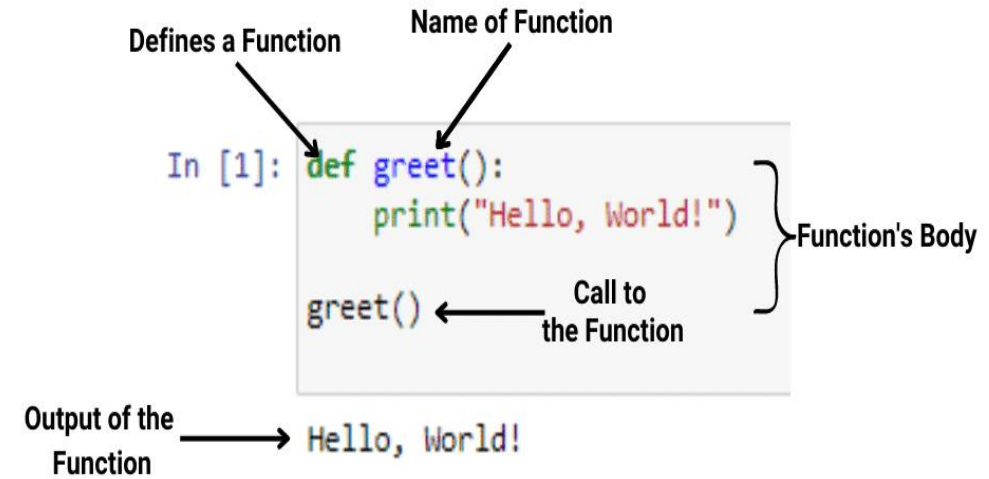 Name of Function
Defines a Function
In [1]: def greet():
print("Hello, World!")
Function's Body
greet()
Call to
the Function
Output of the
Function
Hello, World!